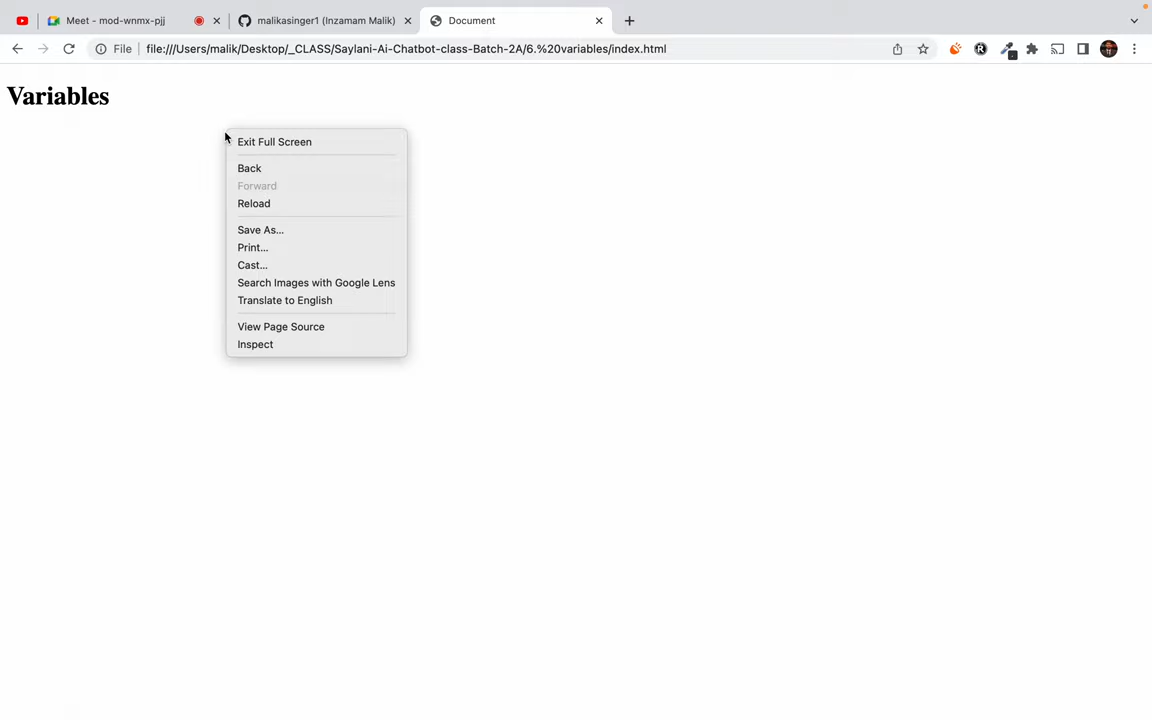 Meet - mod-wnmx-pjj
malikasinger1 (Inzamam Malik)
Document
File
file:///Users/malik/Desktop/_CLASS/Saylani-Ai-Chatbot-class-Batch-2A/6.%20variables/index.html
Variables
Exit Full Screen
Back
Forward
Reload
Save As...
Print...
Cast...
Search Images with Google Lens
Translate to English
View Page Source
Inspect